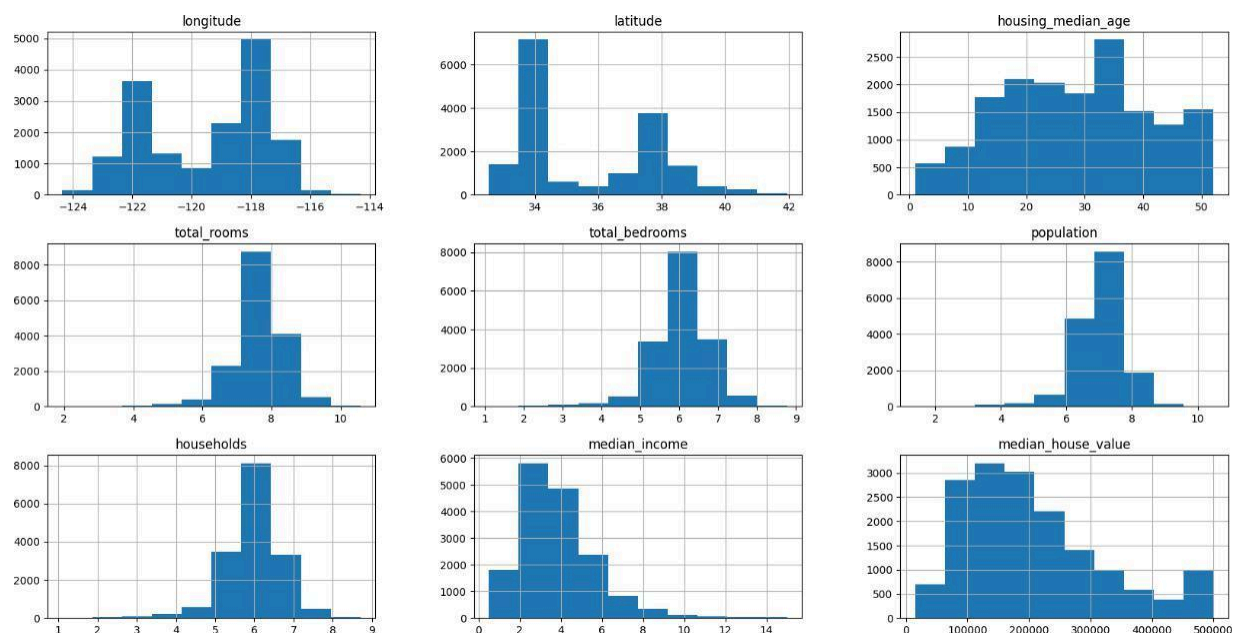 longitude
5000
4000
3000
2000
1000
0
−124 −122 −120 −118 −116 −114
latitude
6000
4000
2000
0
34 36 38 40 42
housing_median_age
2500
2000
1500
1000
500
0
0 10 20 30 40 50
total_rooms
8000
6000
4000
2000
0
2 4 6 8 10
total_bedrooms
8000
6000
4000
2000
0
1 2 3 4 5 6 7 8 9
population
8000
6000
4000
2000
0
2 4 6 8 10
households
8000
6000
4000
2000
0
1 2 3 4 5 6 7 8 9
median_income
6000
5000
4000
3000
2000
1000
0
0 2 4 6 8 10 12 14
median_house_value
3000
2500
2000
1500
1000
500
0
0 100000 200000 300000 400000 500000